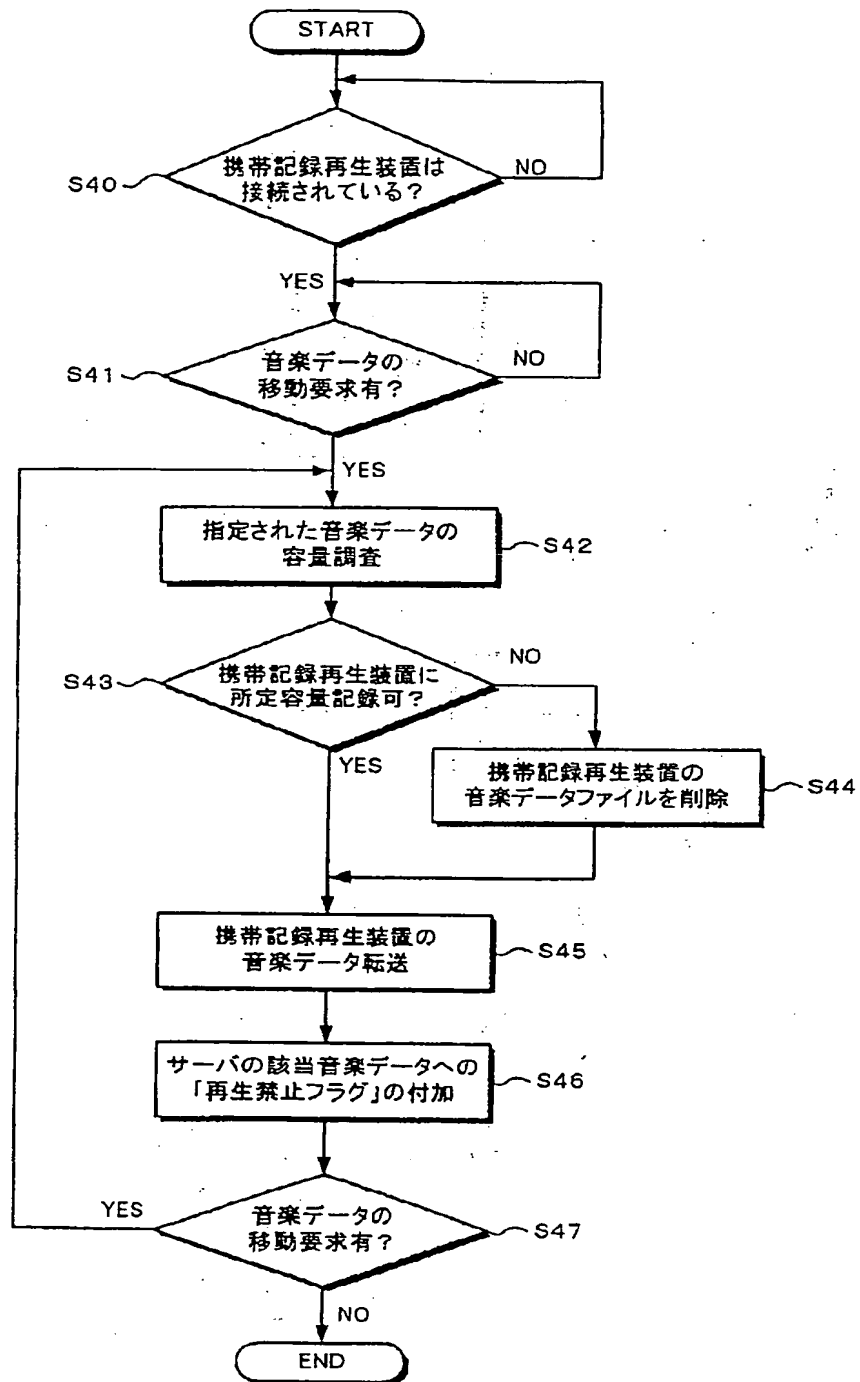 START
携帯記録再生装置は
接続されている?
S40
NO
YES
音楽データの
移動要求有?
S41
NO
YES
指定された音楽データの
容量調査
S42
携帯記録再生装置に
所定容量記録可?
S43
NO
YES
携帯記録再生装置の
音楽データファイルを削除
S44
携帯記録再生装置の
音楽データ転送
S45
サーバの該当音楽データへの
「再生禁止フラグ」の付加
S46
YES
音楽データの
移動要求有?
S47
NO
END